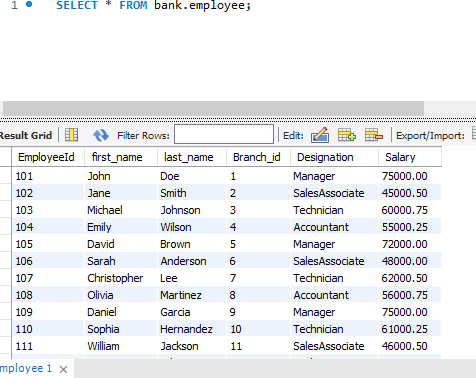 1 SELECT * FROM bank.employee;
Result Grid Filter Rows: Edit: Export/Import:
EmployeeId first_name last_name Branch_id Designation Salary
101 John Doe 1 Manager 75000.00
102 Jane Smith 2 SalesAssociate 45000.50
103 Michael Johnson 3 Technician 60000.75
104 Emily Wilson 4 Accountant 55000.25
105 David Brown 5 Manager 72000.00
106 Sarah Anderson 6 SalesAssociate 48000.00
107 Christopher Lee 7 Technician 62000.50
108 Olivia Martinez 8 Accountant 56000.75
109 Daniel Garcia 9 Manager 75000.00
110 Sophia Hernandez 10 Technician 61000.25
111 William Jackson 11 SalesAssociate 46000.50
mployee 1